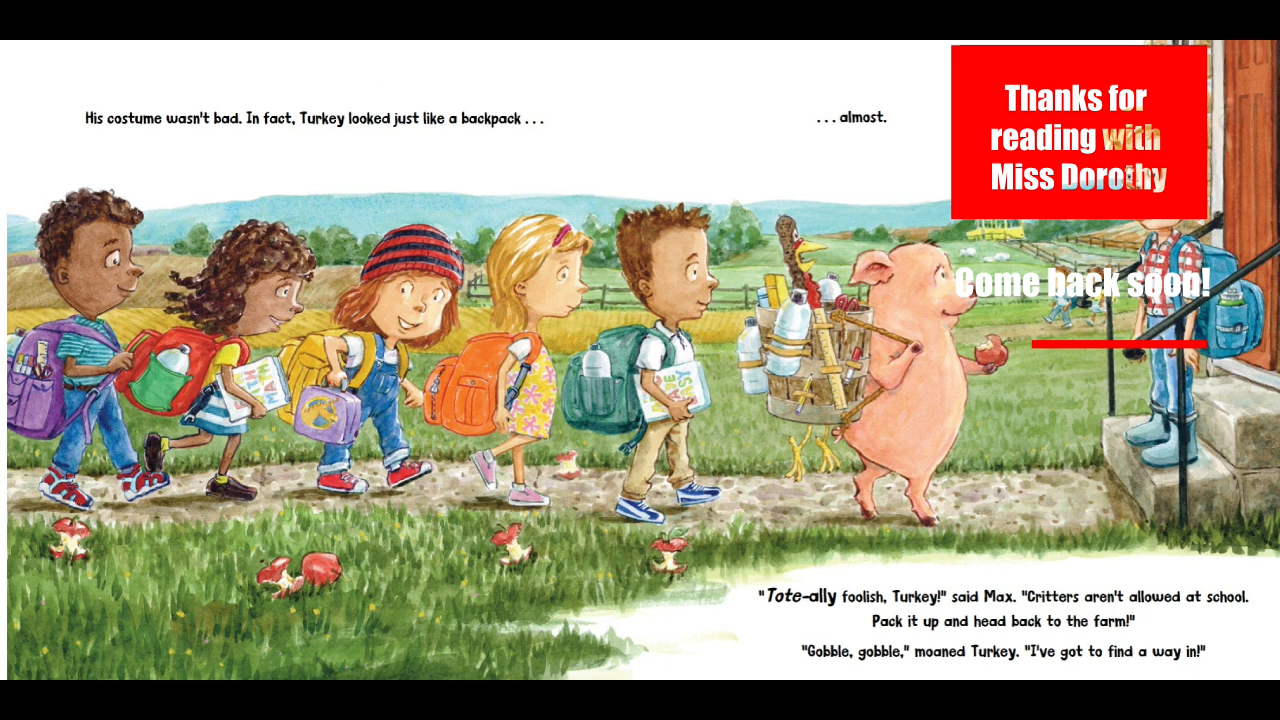 His costume wasn't bad. In fact, Turkey looked just like a backpack . . .
. . . almost.
Thanks for
reading with
Miss Dorothy
Come back soon!
"Tote-ally foolish, Turkey!" said Max. "Critters aren't allowed at school.
Pack it up and head back to the farm!"
"Gobble, gobble," moaned Turkey. "I've got to find a way in!"